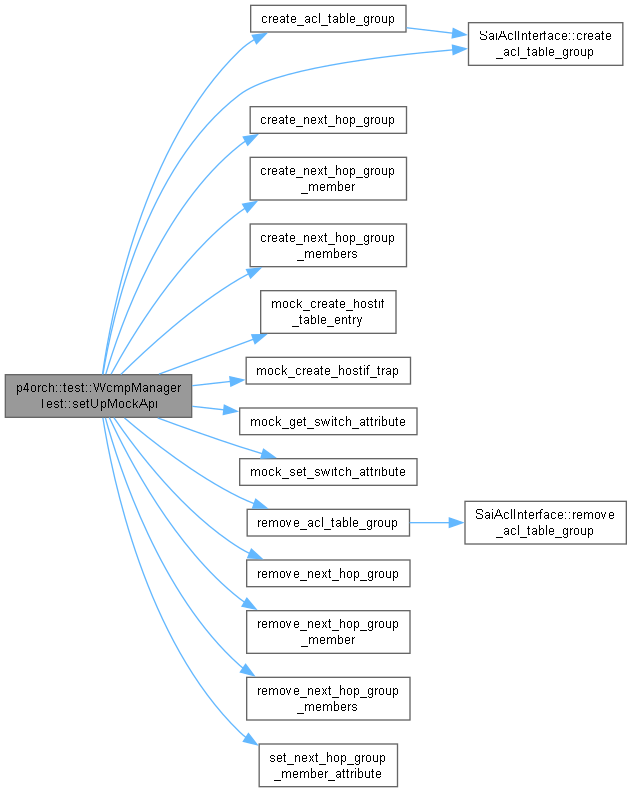 create_acl_table_group
SaiAclInterface::create
_acl_table_group
create_next_hop_group
create_next_hop_group
_member
create_next_hop_group
_members
mock_create_hostif
_table_entry
p4orch::test::WcmpManager
Test::setUpMockApi
mock_create_hostif_trap
mock_get_switch_attribute
mock_set_switch_attribute
remove_acl_table_group
SaiAclInterface::remove
_acl_table_group
remove_next_hop_group
remove_next_hop_group
_member
remove_next_hop_group
_members
set_next_hop_group
_member_attribute